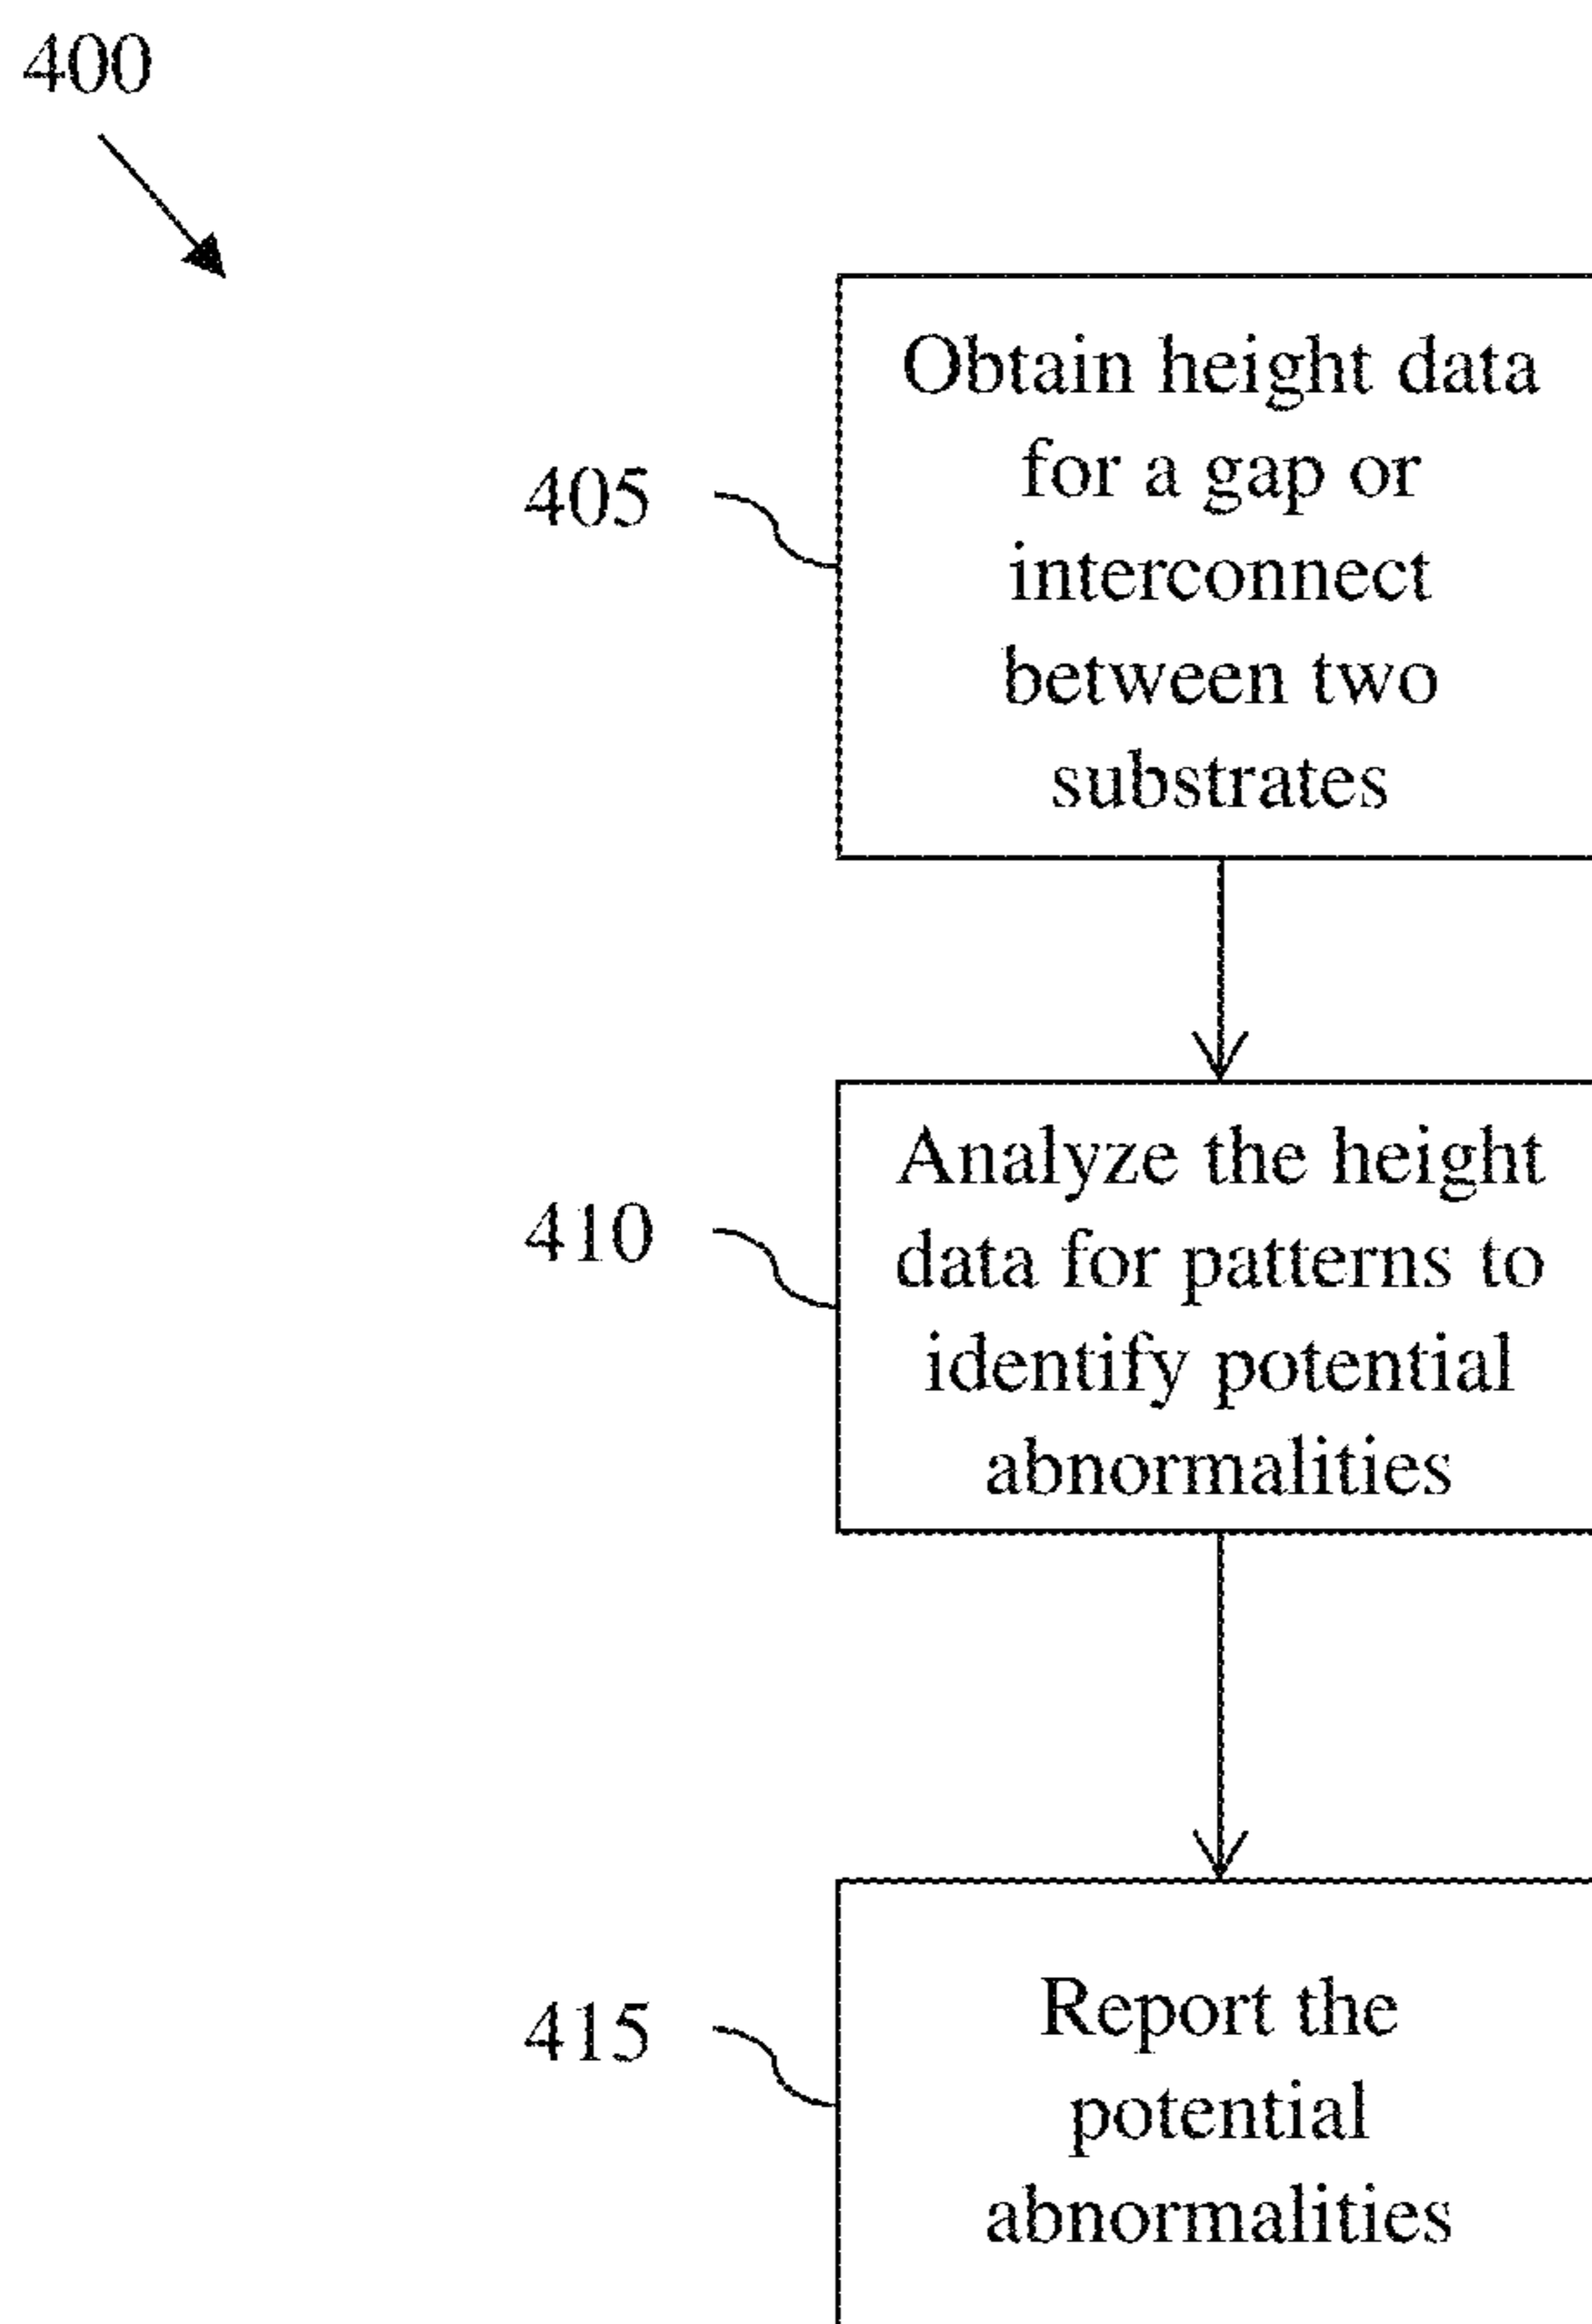 400
405
Obtain height data
for a gap or
interconnect
between two
substrates
410
Analyze the height
data for patterns to
identify potential
abnormalities
415
Report the
potential
abnormalities